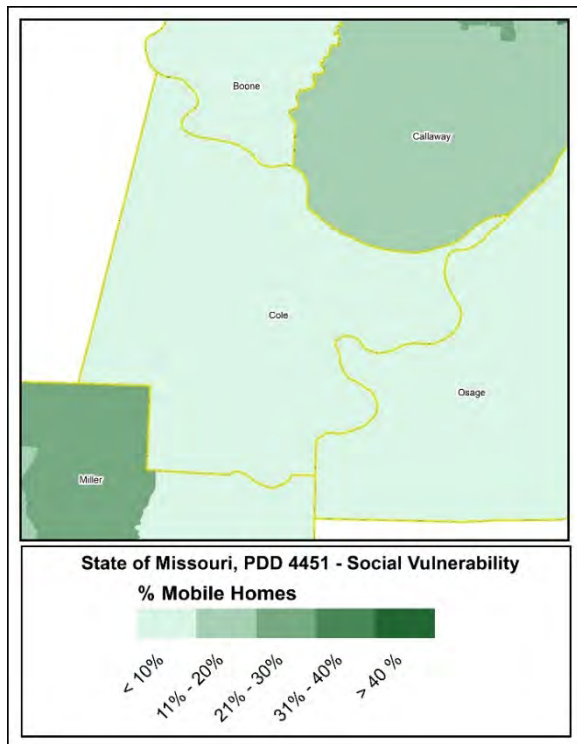 Boone
Callaway
Cole
Osage
Miller
State of Missouri, PDD 4451 - Social Vulnerability
% Mobile Homes
< 10%
11% - 20%
21% - 30%
31% - 40%
> 40 %